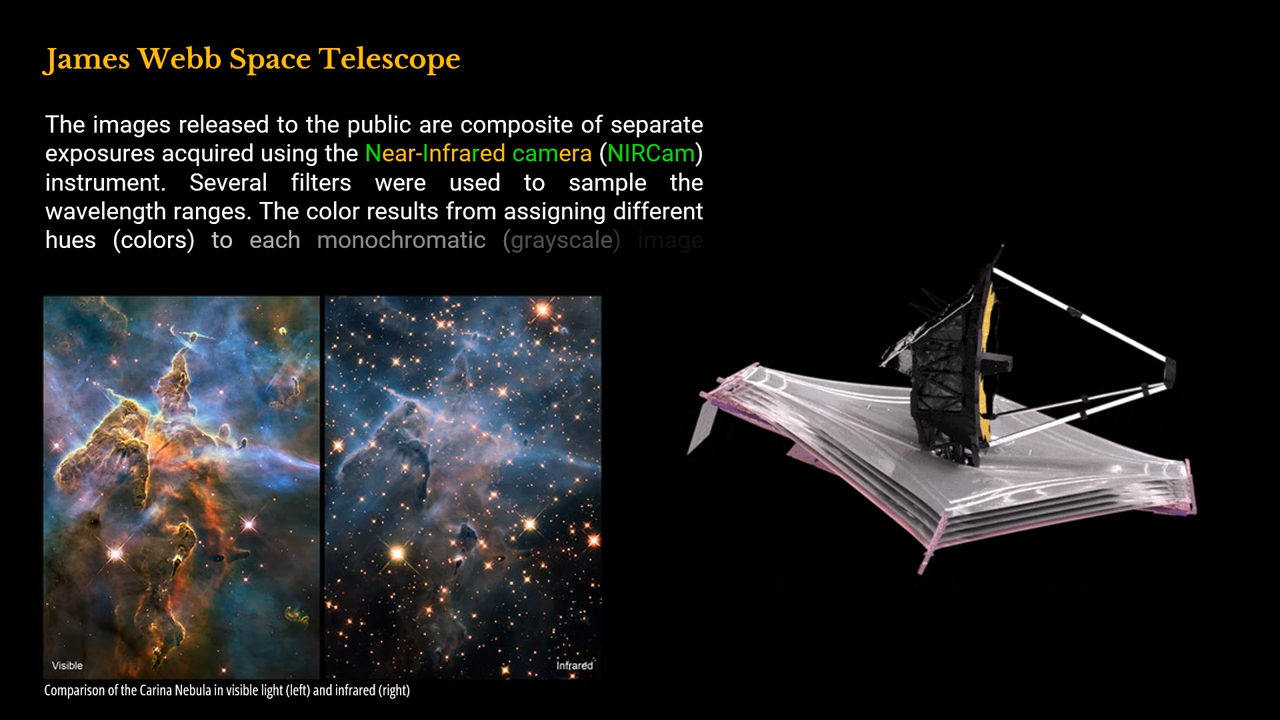 James Webb Space Telescope
The images released to the public are composite of separate
exposures acquired using the Near-Infrared camera (NIRCam)
instrument. Several filters were used to sample the
wavelength ranges. The color results from assigning different
hues (colors) to each monochromatic (grayscale) image
Visible
Infrared
Comparison of the Carina Nebula in visible light (left) and infrared (right)